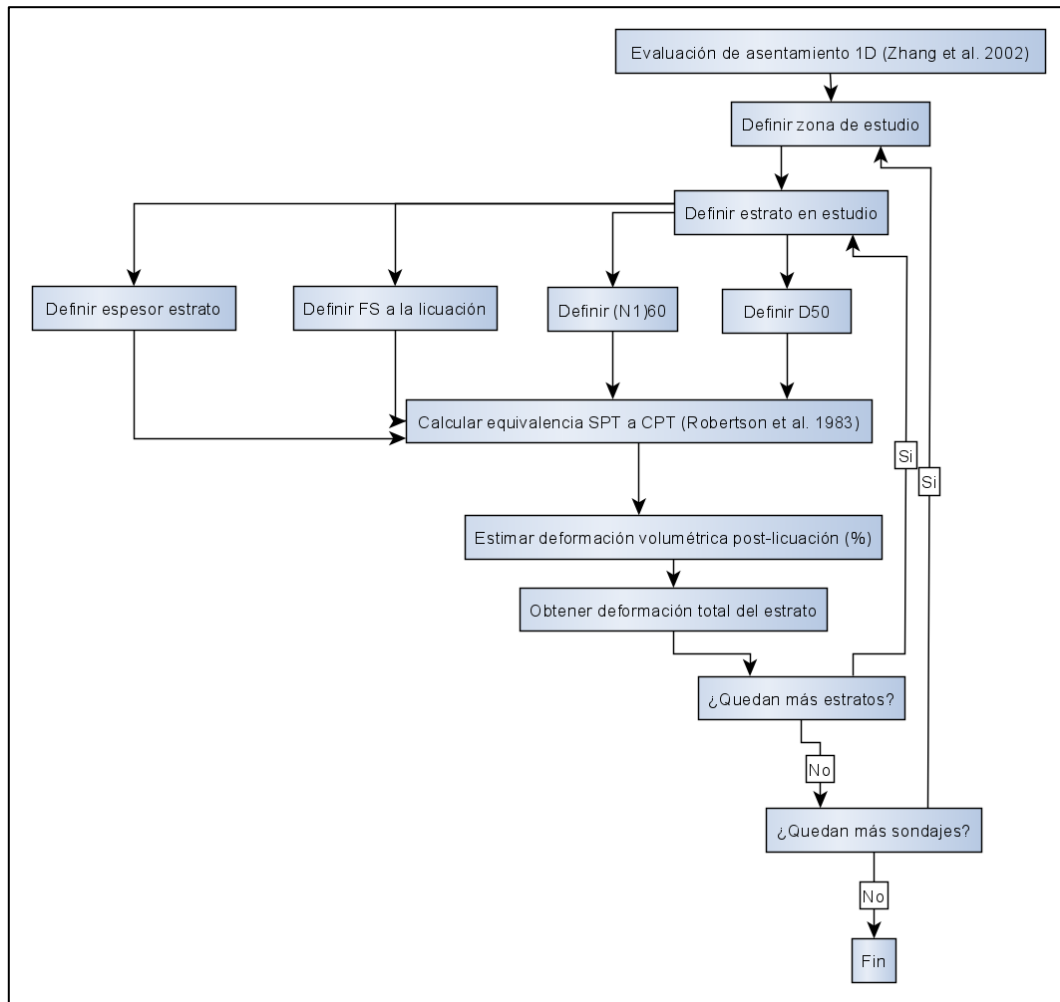 Evaluación de asentamiento 1D (Zhang et al. 2002)
Definir zona de estudio
Definir estrato en estudio
Definir espesor estrato
Definir FS a la licuación
Definir (N1)60
Definir D50
Calcular equivalencia SPT a CPT (Robertson et al. 1983)
Si
Si
Estimar deformación volumétrica post-licuación (%)
Obtener deformación total del estrato
¿Quedan más estratos?
No
¿Quedan más sondajes?
No
Fin